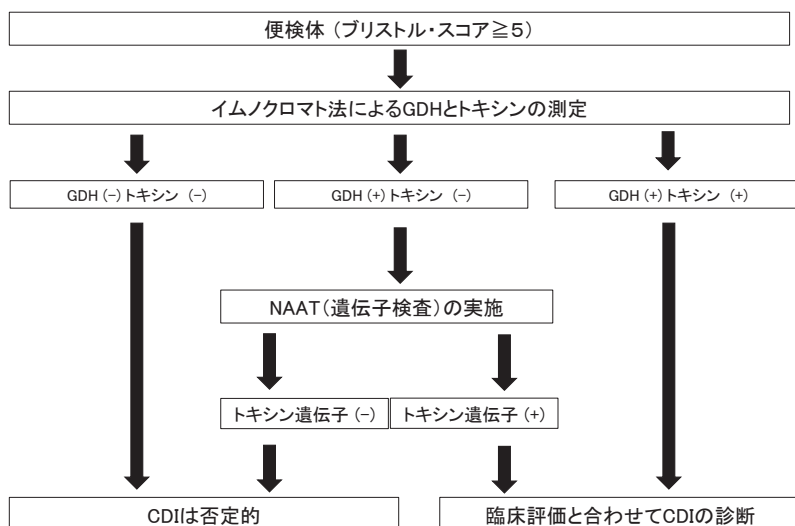 便検体（ブリストル・スコア≧5）
イムノクロマト法によるGDHとトキシンの測定
GDH (−) トキシン (−)
GDH (+) トキシン (−)
GDH (+) トキシン (+)
NAAT（遺伝子検査）の実施
トキシン遺伝子 (−)
トキシン遺伝子 (+)
CDIは否定的
臨床評価と合わせてCDIの診断